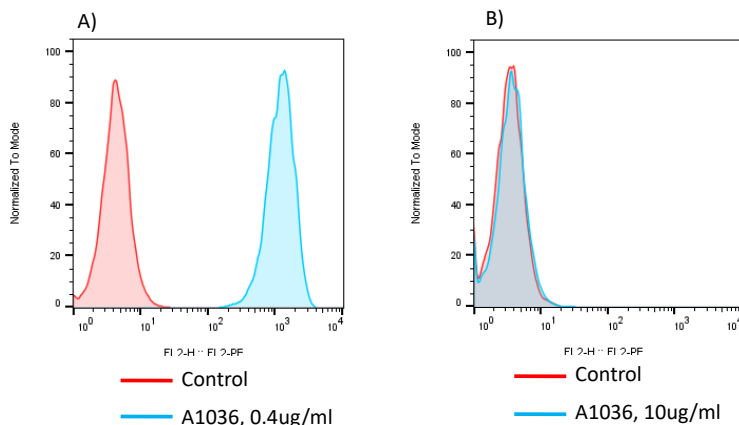 A)
100
80
60
40
20
0
Normalized To Mode
10^0 10^1 10^2 10^3 10^4
FL2-H :: FL2-PE
Control
A1036, 0.4ug/ml
B)
100
80
60
40
20
0
Normalized To Mode
10^0 10^1 10^2 10^3 10^4
FL2-H :: FL2-PE
Control
A1036, 10ug/ml